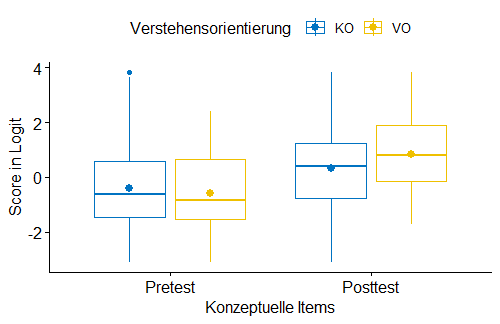 Verstehensorientierung KO VO
4
2
0
-2
Score in Logit
Pretest Posttest
Konzeptuelle Items